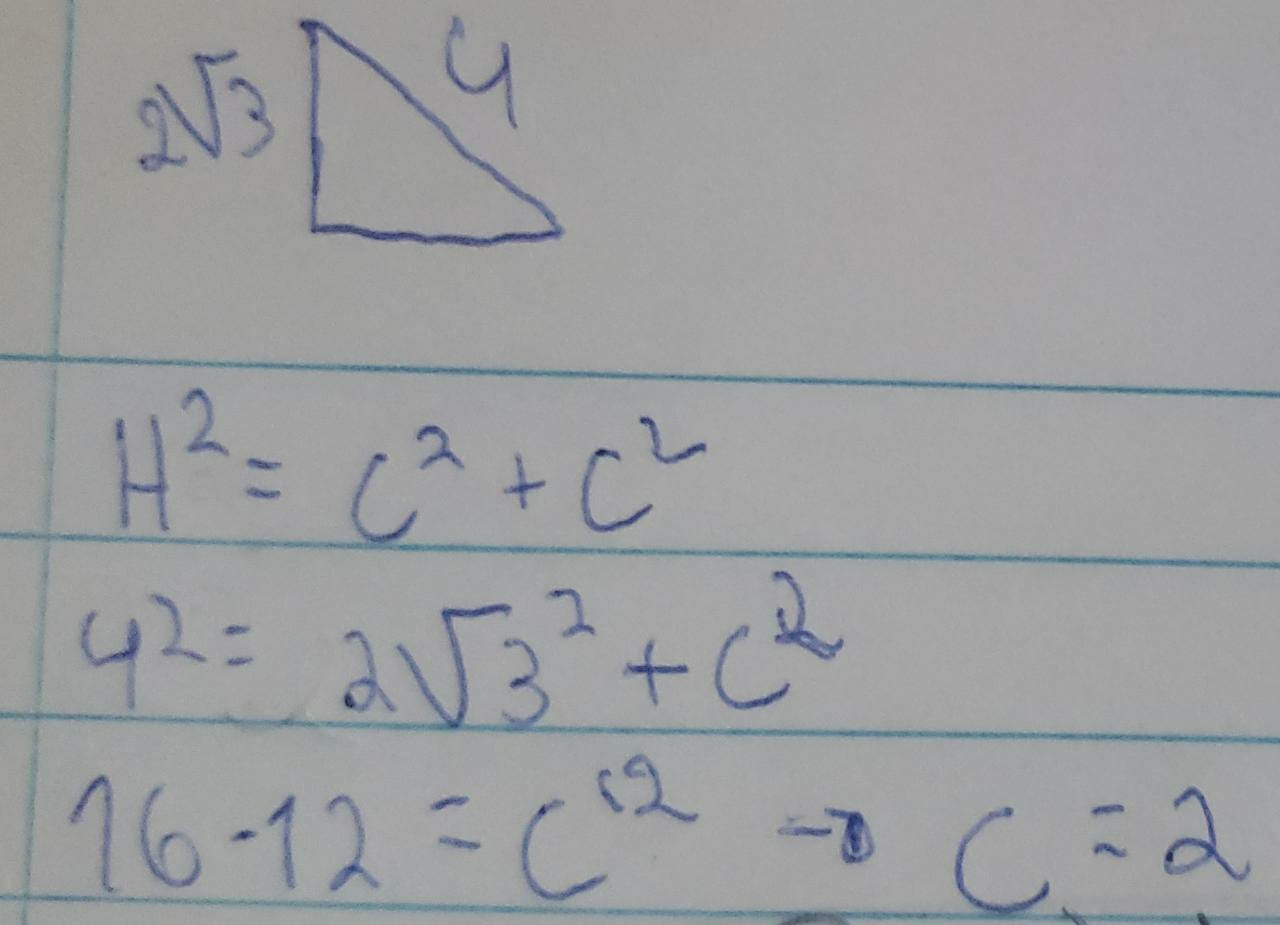 2√3 4
H² = C² + C²
4² = 2√3² + C²
16 - 12 = C² → C = 2